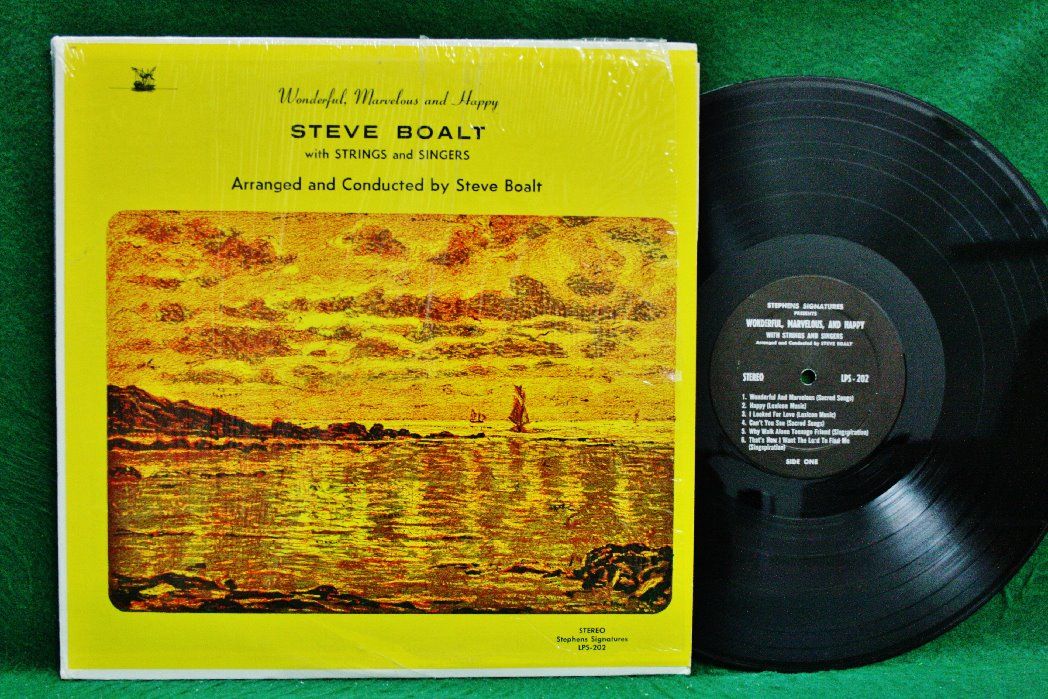 Wonderful, Marvelous and Happy
STEVE BOALT
with STRINGS and SINGERS
Arranged and Conducted by Steve Boalt
STEREO
Stephens Signatures
LPS-202
STEPHENS SIGNATURES
PRESENTS
WONDERFUL, MARVELOUS, AND HAPPY
WITH STRINGS AND SINGERS
Arranged and Conducted by STEVE BOALT
STEREO LPS-202
1. Wonderful And Marvelous (Sacred Songs)
2. Happy (Lexicon Music)
3. I Looked For Love (Lexicon Music)
4. Can't You See (Sacred Songs)
5. Why Walk Alone Teenage Friend (Singspiration)
6. That's How I Want The Lord To Find Me
(Singspiration)
SIDE ONE